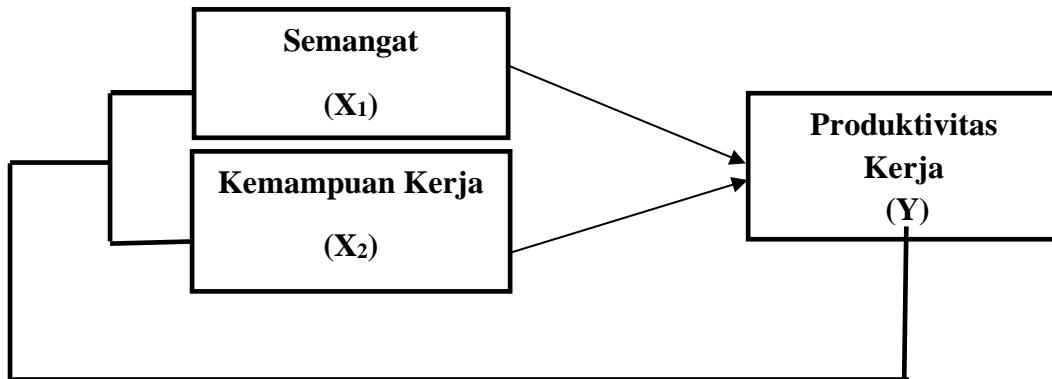 Semangat
(X₁)
Kemampuan Kerja
(X₂)
Produktivitas
Kerja
(Y)